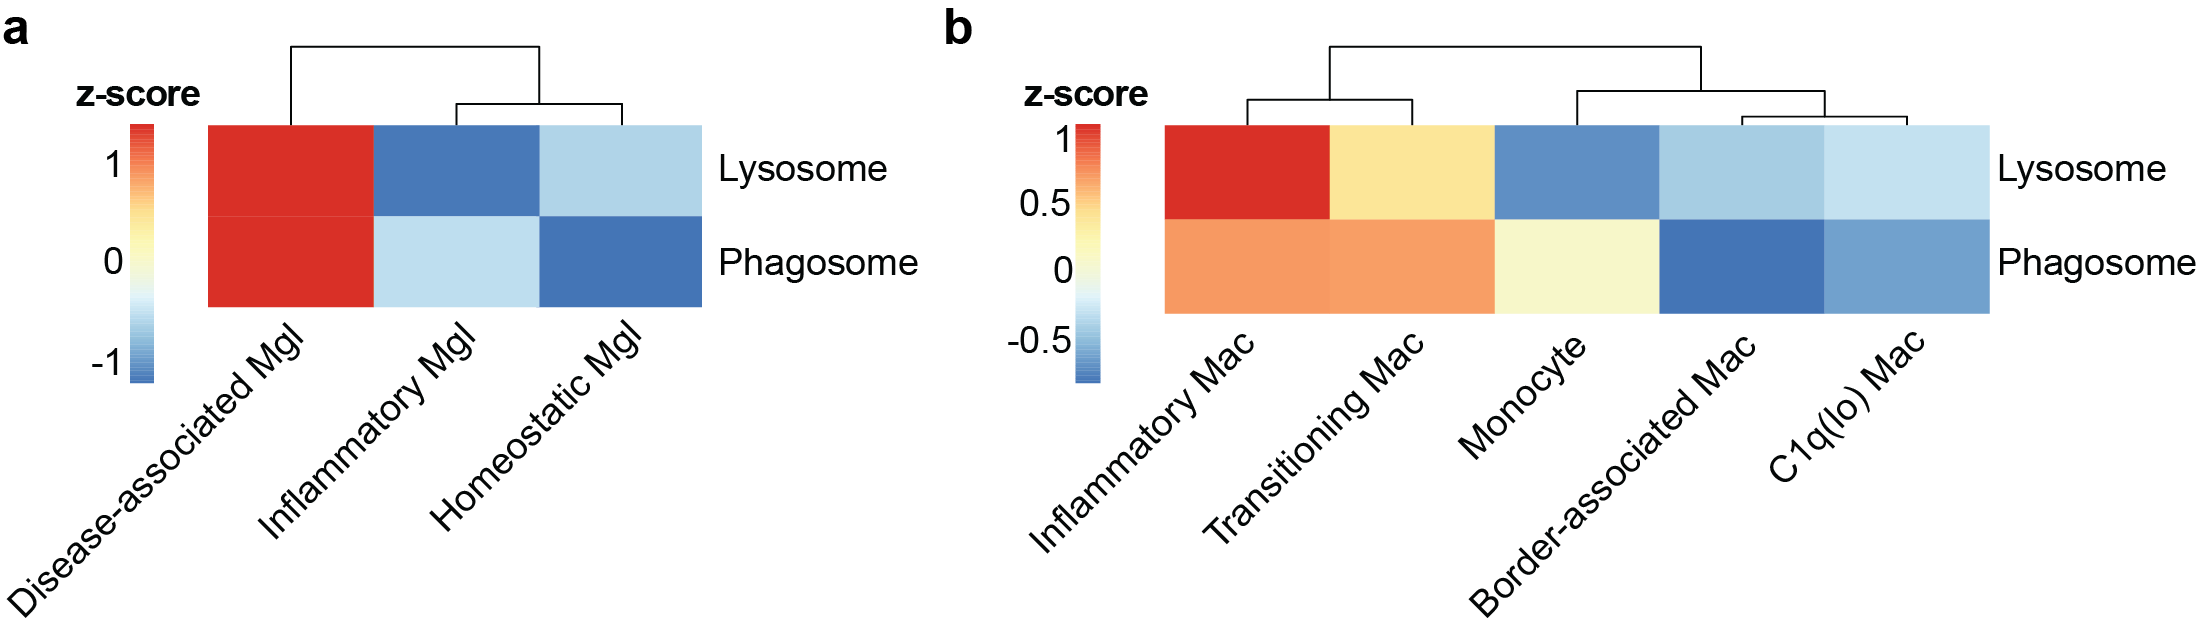 a
z-score
1
0
-1
Lysosome
Phagosome
Disease-associated Mgl
Inflammatory Mgl
Homeostatic Mgl
b
z-score
1
0.5
0
-0.5
Lysosome
Phagosome
Inflammatory Mac
Transitioning Mac
Monocyte
Border-associated Mac
C1q(lo) Mac